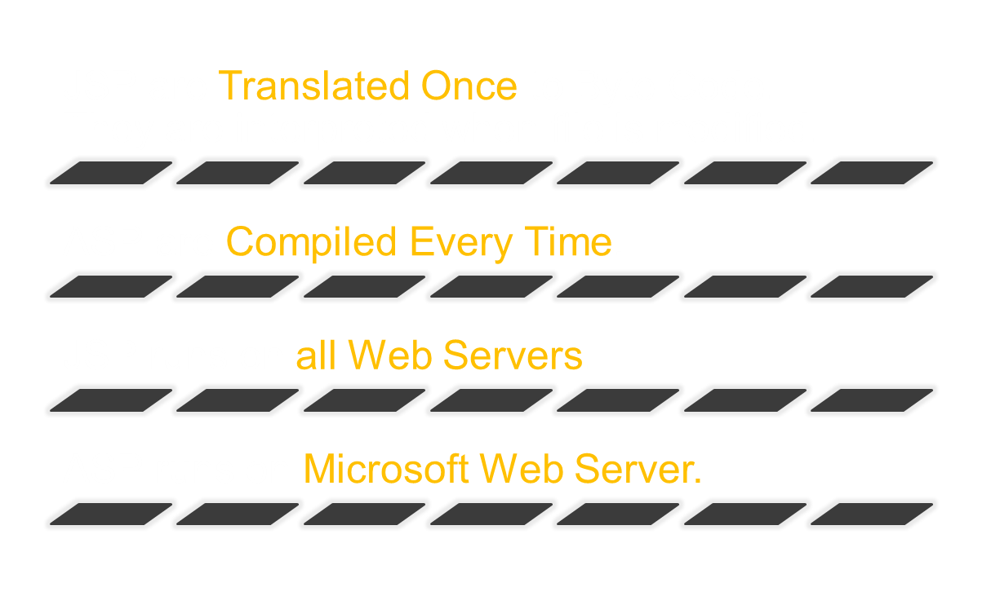 Translated Once
Compiled Every Time
all Web Servers
Microsoft Web Server.